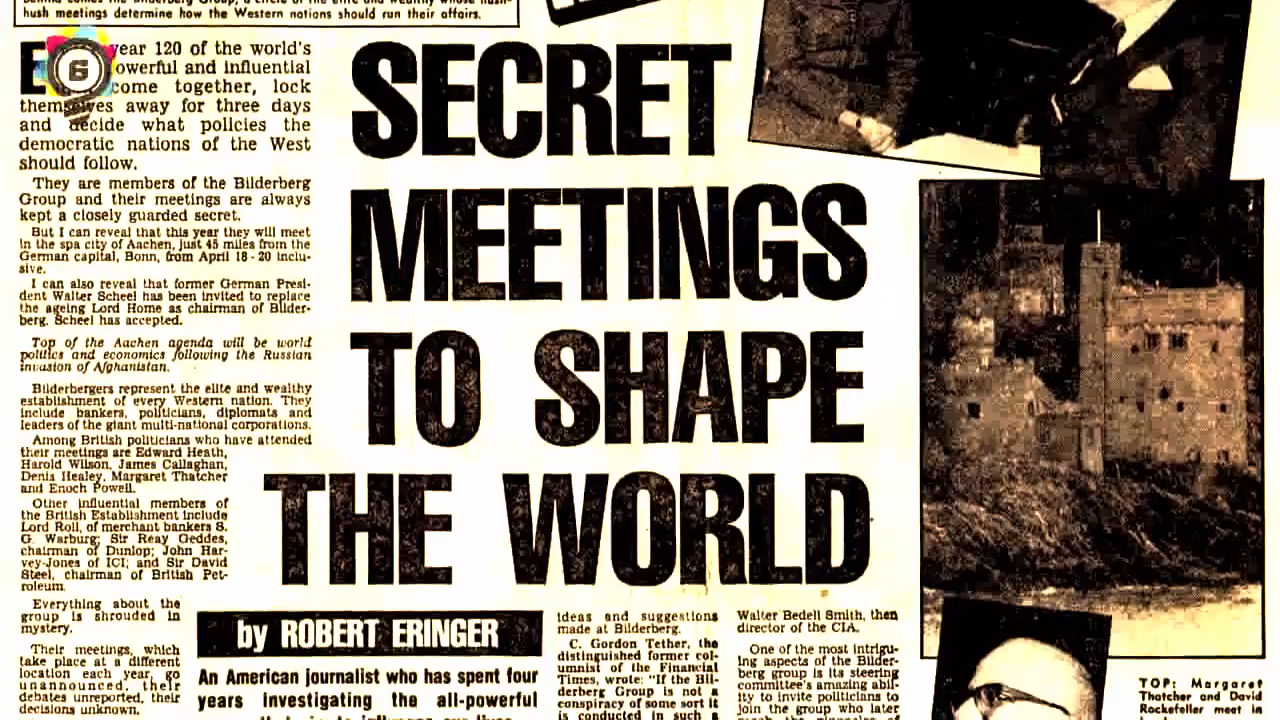 hush meetings determine how the Western nations should run their affairs.
6
year 120 of the world's
owerful and influential
come together, lock
themselves away for three days
and decide what policies the
democratic nations of the West
should follow.
They are members of the Bilderberg
Group and their meetings are always
kept a closely guarded secret.
But I can reveal that this year they will meet
in the spa city of Aachen, just 45 miles from the
German capital, Bonn, from April 18 - 20 inclu-
sive.
I can also reveal that former German Presi-
dent Walter Scheel has been invited to replace
the ageing Lord Home as chairman of Bilder-
berg. Scheel has accepted.
Top of the Aachen agenda will be world
politics and economics following the Russian
invasion of Afghanistan.
Bilderbergers represent the elite and wealthy
establishment of every Western nation. They
include bankers, politicians, diplomats and
leaders of the giant multi-national corporations.
Among British politicians who have attended
their meetings are Edward Heath,
Harold Wilson, James Callaghan,
Denis Healey, Margaret Thatcher
and Enoch Powell.
Other influential members of
the British Establishment include
Lord Roll, of merchant bankers S.
G. Warburg; Sir Reay Geddes,
chairman of Dunlop; John Har-
vey-Jones of ICI; and Sir David
Steel, chairman of British Pet-
roleum.
Everything about the
group is shrouded in
mystery.
Their meetings, which
take place at a different
location each year, go
unannounced, their
debates unreported, their
decisions unknown.
SECRET
MEETINGS
TO SHAPE
THE WORLD
by ROBERT ERINGER
An American journalist who has spent four
years investigating the all-powerful
ideas and suggestions
made at Bilderberg.
C. Gordon Tether, the
distinguished former col-
umnist of the Financial
Times, wrote: "If the Bil-
derberg Group is not a
conspiracy of some sort it
is conducted in such a
Walter Bedell Smith, then
director of the CIA.
One of the most intrigu-
ing aspects of the Bilder-
berg group is its steering
committee's amazing abil-
ity to invite politicians to
join the group who later
TOP: Margaret
Thatcher and David
Rockefeller meet in